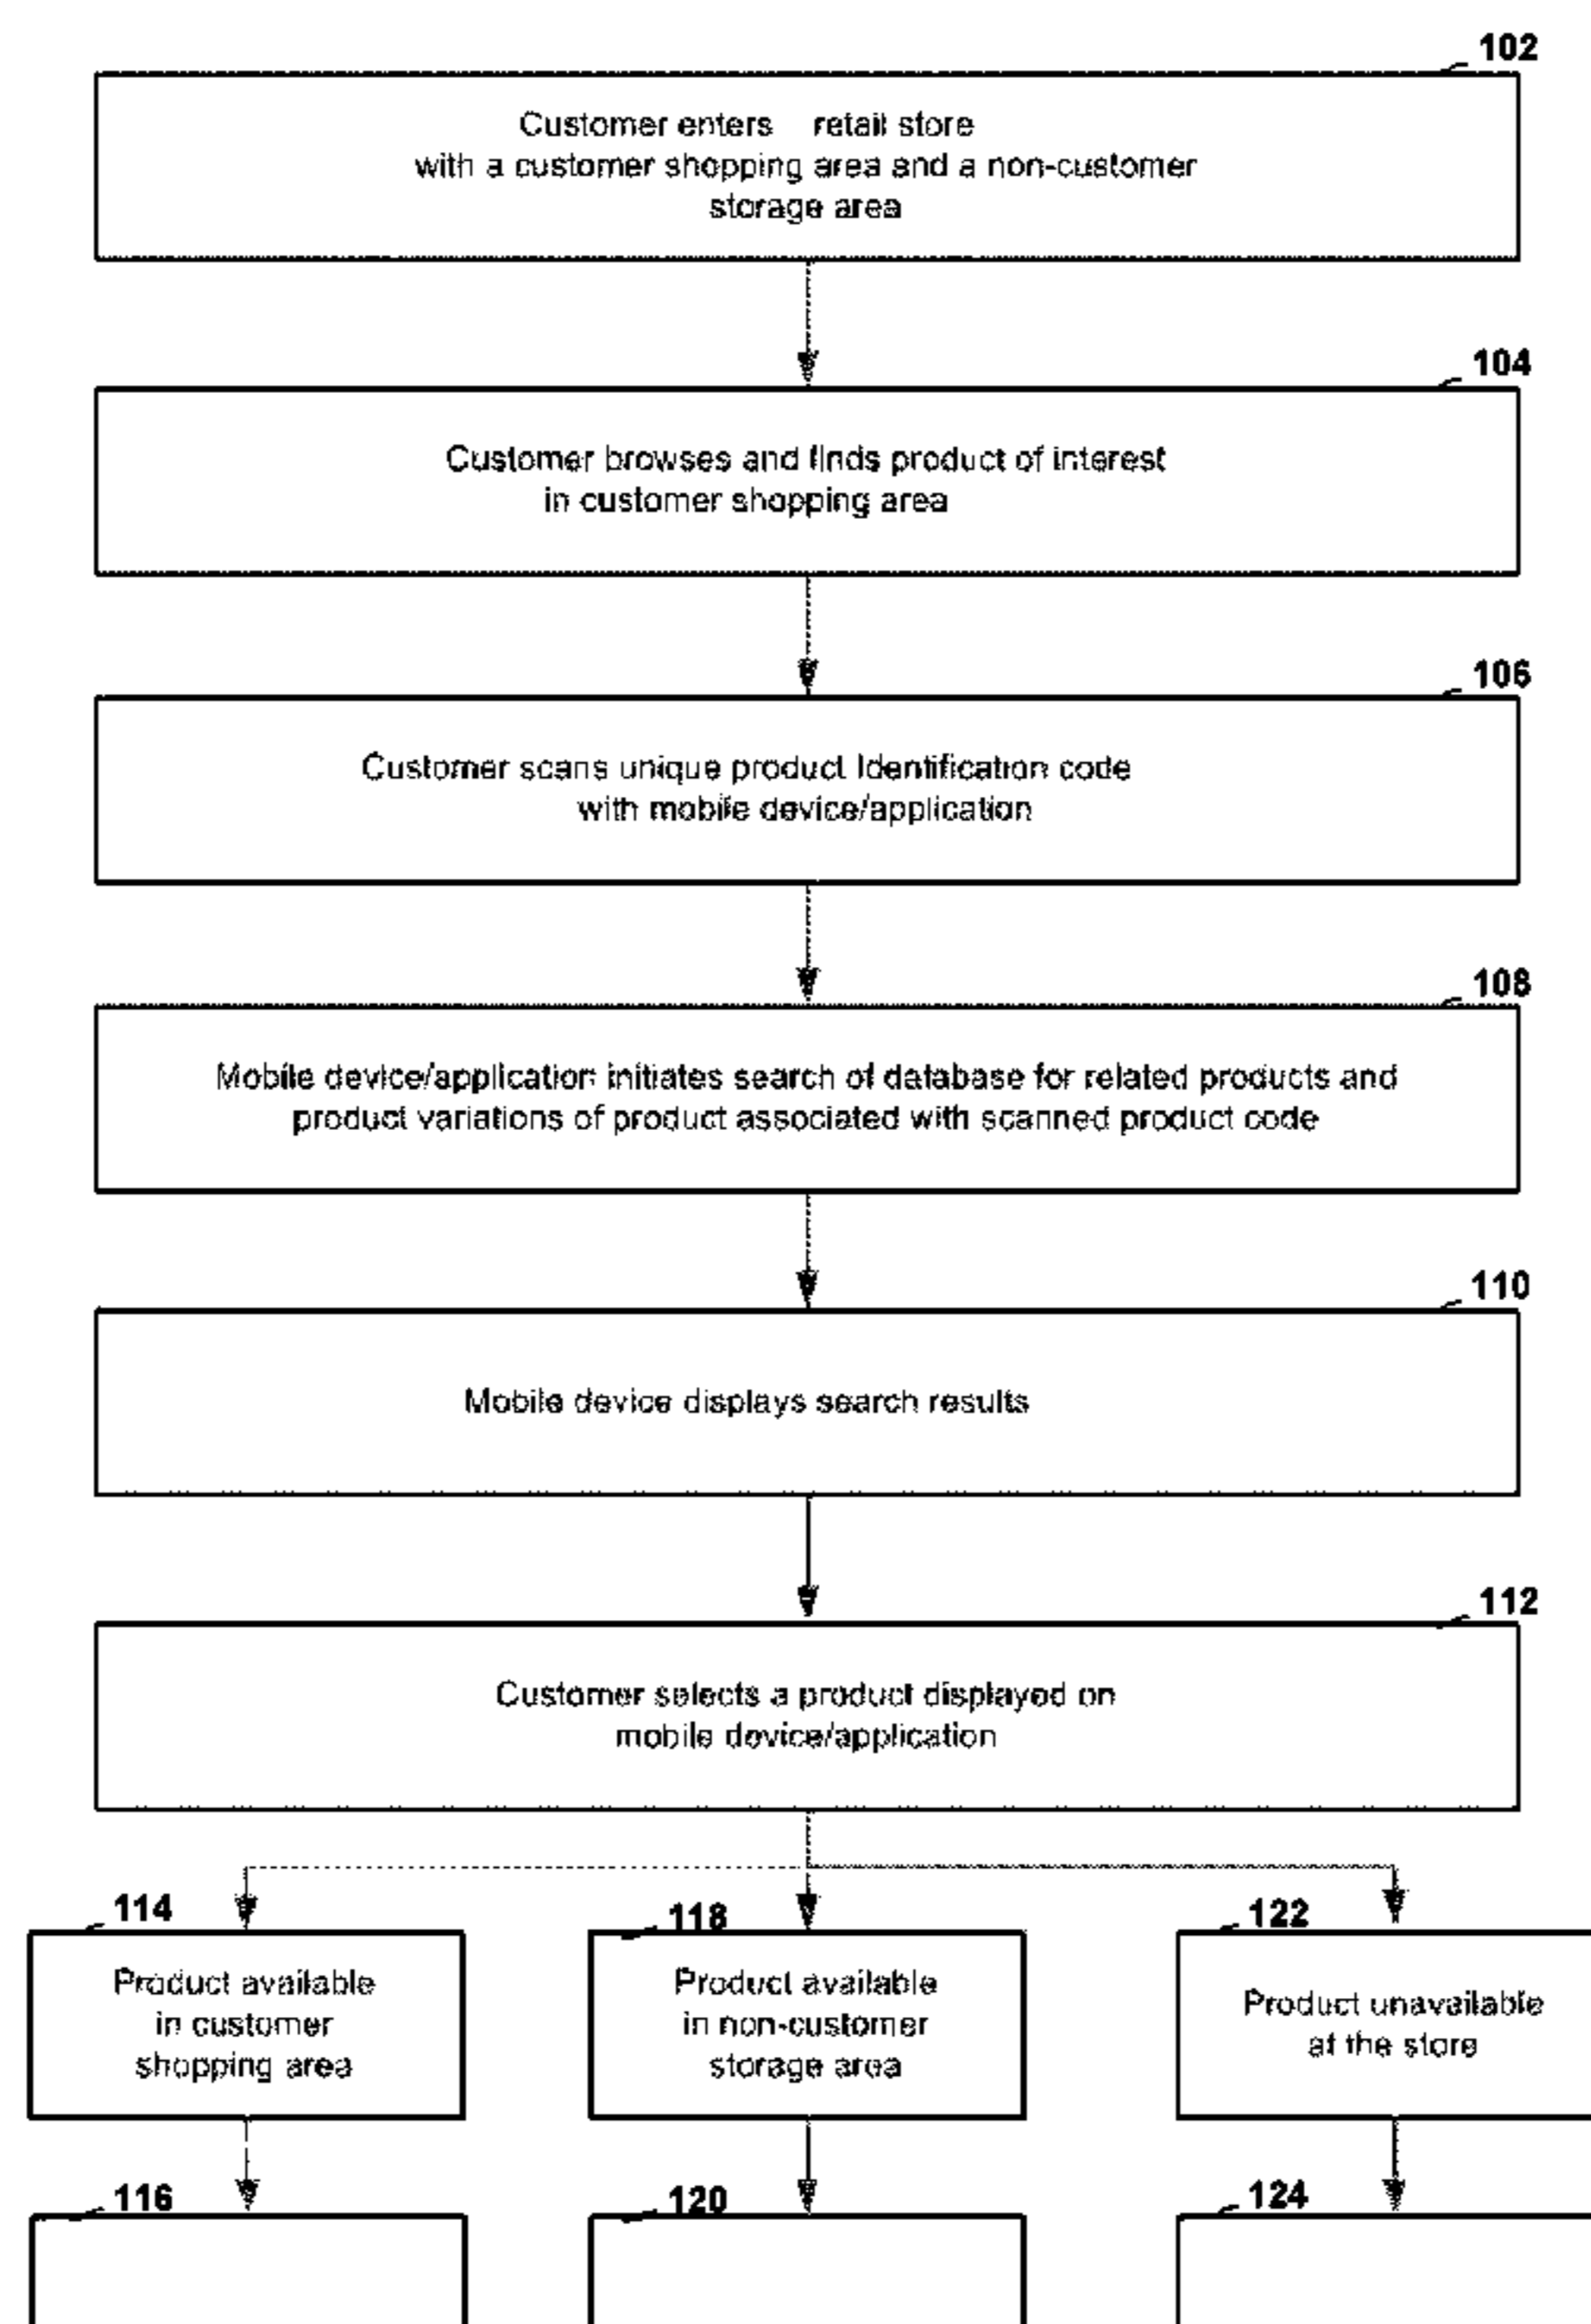 102
Customer enters retail store
with a customer shopping area and a non-customer
storage area
104
Customer browses and finds product of interest
in customer shopping area
106
Customer scans unique product Identification code
with mobile device/application
108
Mobile device/application initiates search of database for related products and
product variations of product associated with scanned product code
110
Mobile device displays search results
112
Customer selects a product displayed on
mobile device/application
114
Product available
in customer
shopping area
118
Product available
in non-customer
storage area
122
Product unavailable
at the store
116
120
124